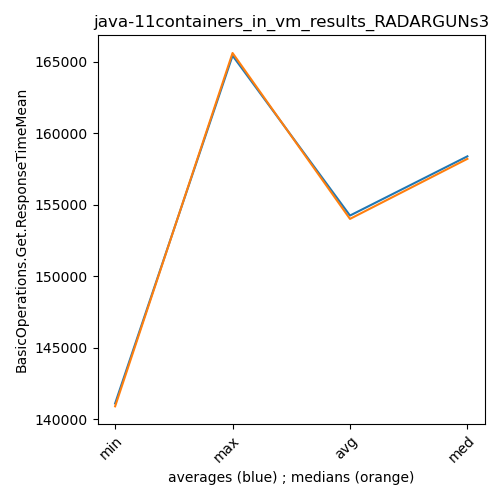 java-11containers_in_vm_results_RADARGUNs3
165000
160000
155000
150000
145000
140000
BasicOperations.Get.ResponseTimeMean
min
max
avg
med
averages (blue) ; medians (orange)